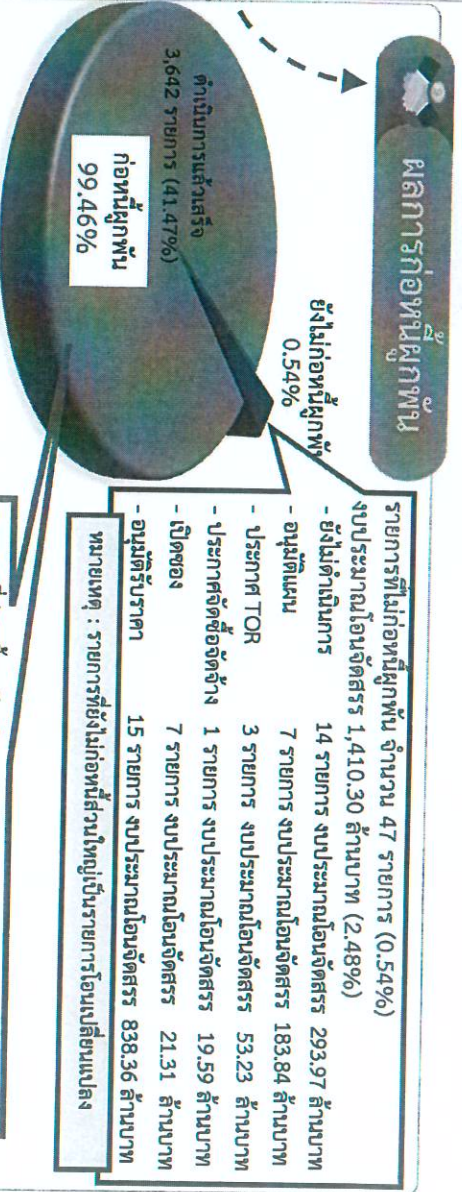 ผลการก่อหนี้ผูกพัน
ดำเนินการแล้วเสร็จ
3,642 รายการ (41.47%)
ก่อหนี้ผูกพัน
99.46%
ยังไม่ก่อหนี้ผูกพั
0.54%
รายการที่ไม่ก่อหนี้ผูกพัน จำนวน 47 รายการ (0.54%)
งบประมาณโอนจัดสรร 1,410.30 ล้านบาท (2.48%)
- ยังไม่ดำเนินการ 14 รายการ งบประมาณโอนจัดสรร 293.97 ล้านบาท
- อนุมัติแผน 7 รายการ งบประมาณโอนจัดสรร 183.84 ล้านบาท
- ประกาศ TOR 3 รายการ งบประมาณโอนจัดสรร 53.23 ล้านบาท
- ประกาศจัดซื้อจัดจ้าง 1 รายการ งบประมาณโอนจัดสรร 19.59 ล้านบาท
- เปิดซอง 7 รายการ งบประมาณโอนจัดสรร 21.31 ล้านบาท
- อนุมัติรับราคา 15 รายการ งบประมาณโอนจัดสรร 838.36 ล้านบาท
หมายเหตุ : รายการที่ยังไม่ก่อหนี้ส่วนใหญ่เป็นรายการโอนเปลี่ยนแปลง